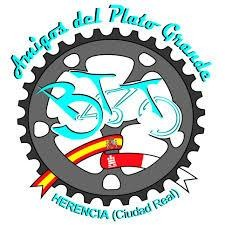 Amigos del Plato Grande
BTT
HERENCIA (Ciudad Real)